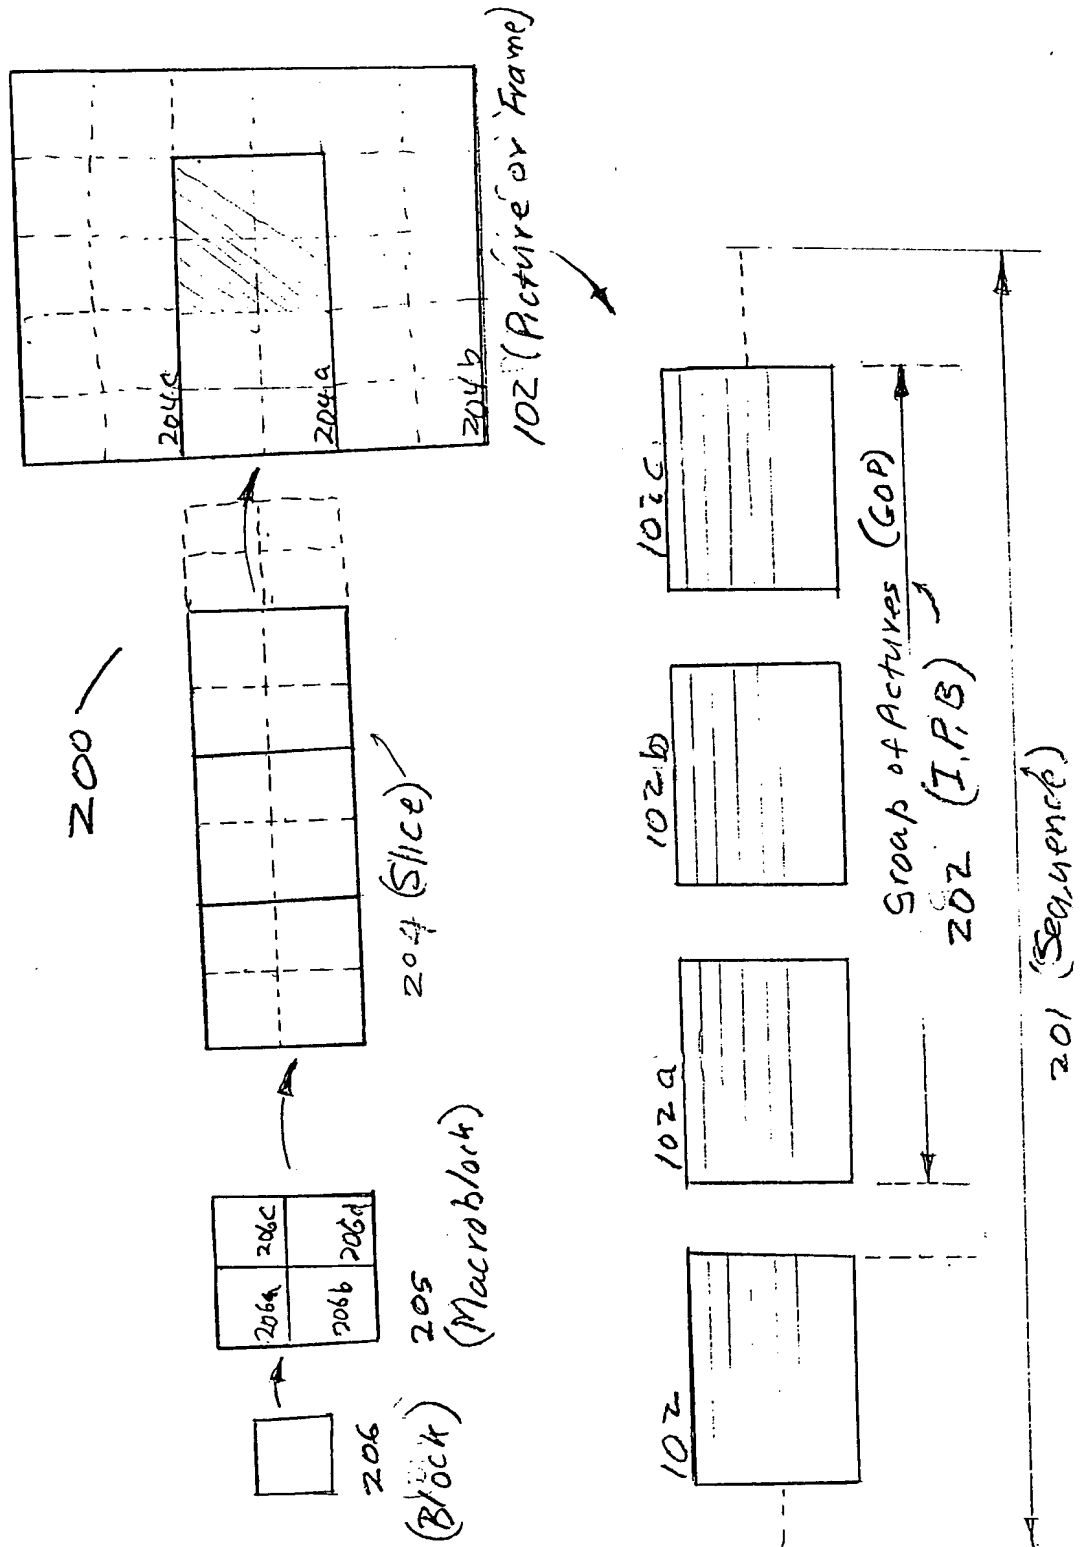 200
206
(Block)
206a
206c
206b
206d
205
(Macroblock)
204 (Slice)
204c
204a
204b
102 (Picture or Frame)
102
102a
102b
102c
Group of Pictures (GOP)
202 (I, P, B)
201 (Sequence)